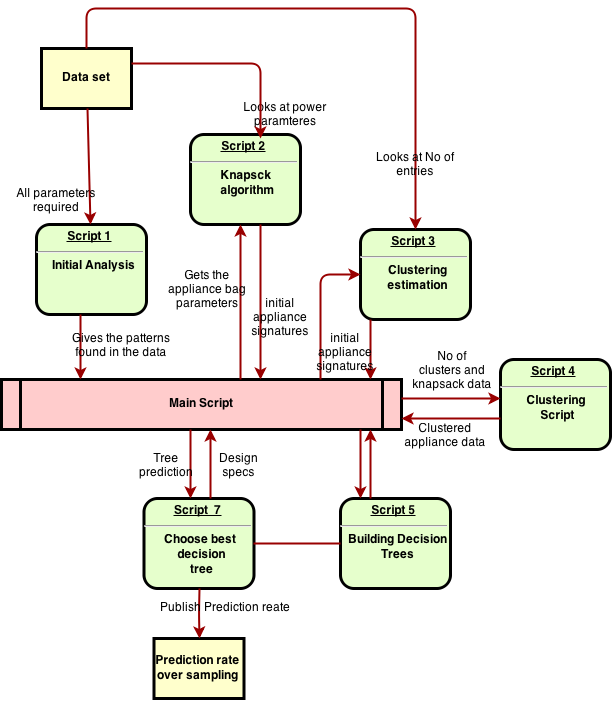 Data set
Looks at power
paramteres
Script 2
Knapsck
algorithm
Looks at No of
entries
All parameters
required
Script 1
Initial Analysis
Script 3
Clustering
estimation
Gets the
appliance bag
parameters
initial
appliance
signatures
Gives the patterns
found in the data
initial
appliance
signatures
No of
clusters and
knapsack data
Script 4
Clustering
Script
Main Script
Clustered
appliance data
Tree
prediction
Design
specs
Script  7
Choose best
decision
tree
Script 5
Building Decision
Trees
Publish Prediction reate
Prediction rate
over sampling